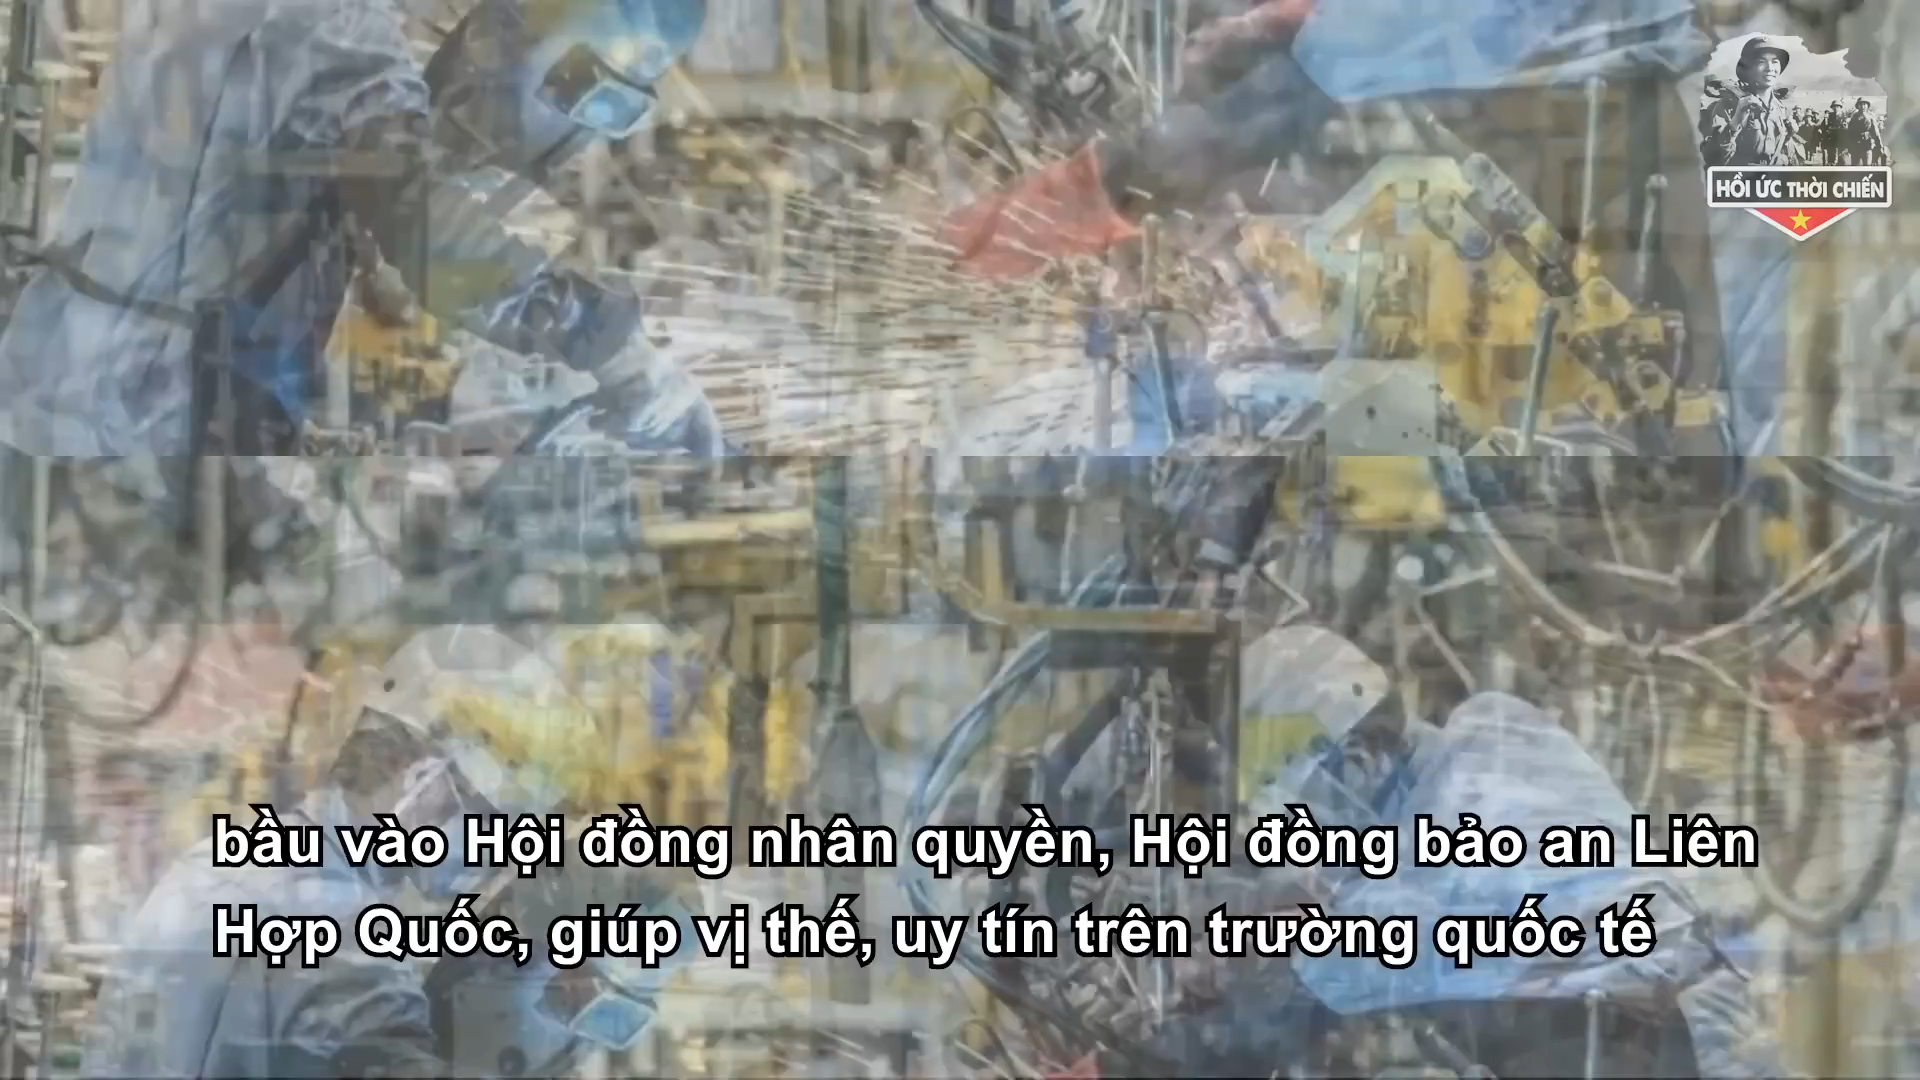 HỒI ỨC THỜI CHIẾN
bầu vào Hội đồng nhân quyền, Hội đồng bảo an Liên
Hợp Quốc, giúp vị thế, uy tín trên trường quốc tế